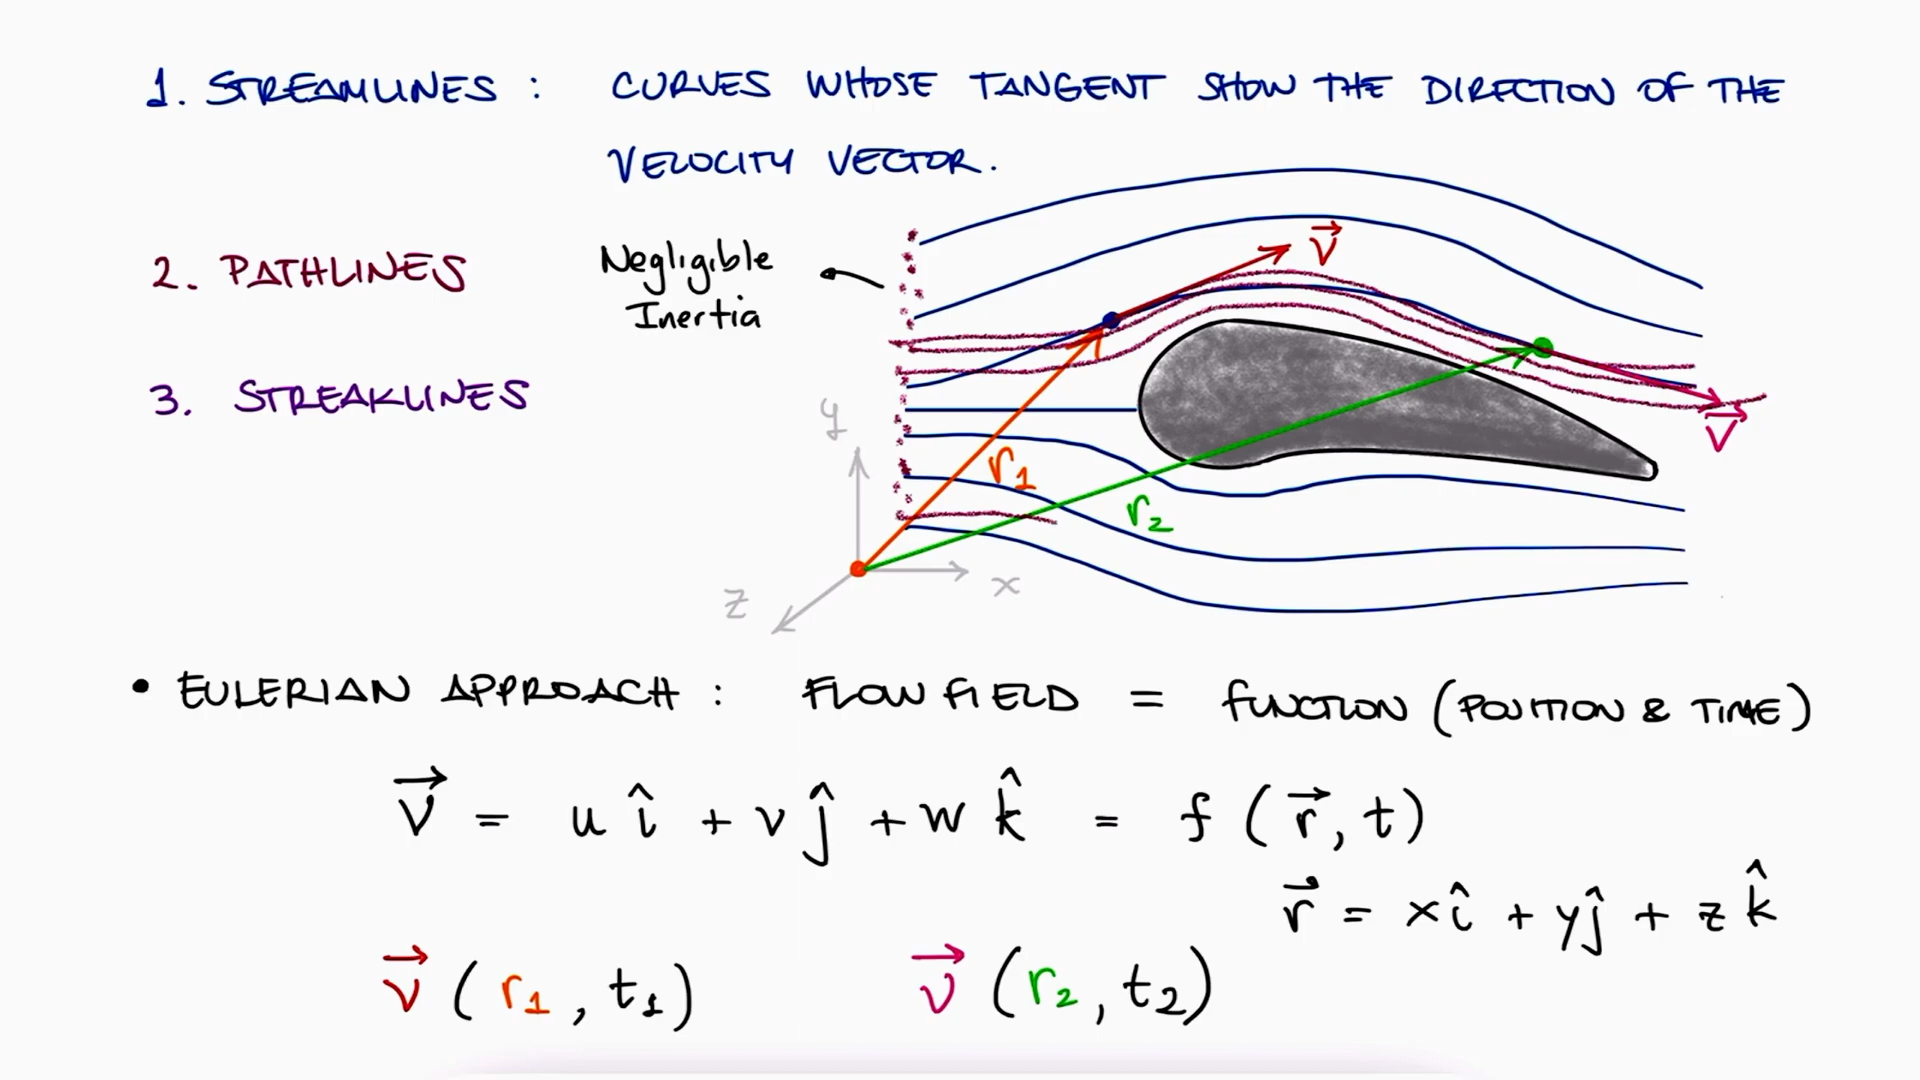 1. STREAMLINES : CURVES WHOSE TANGENT SHOW THE DIRECTION OF THE
VELOCITY VECTOR.
2. PATHLINES
Negligible
Inertia
3. STREAKLINES
V⃗
V⃗
r₁
r₂
y
x
z
• EULERIAN APPROACH : FLOW FIELD = FUNCTION (POSITION & TIME)
V⃗ = u î + v ĵ + w k̂ = f ( r⃗, t )
r⃗ = x î + y ĵ + z k̂
V⃗ ( r₁ , t₁ ) V⃗ ( r₂ , t₂ )